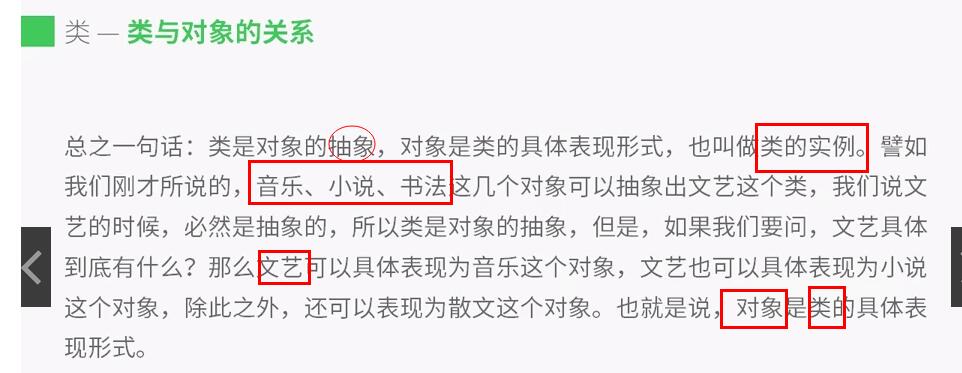 类 — 类与对象的关系
总之一句话：类是对象的抽象，对象是类的具体表现形式，也叫做类的实例。譬如
我们刚才所说的，音乐、小说、书法这几个对象可以抽象出文艺这个类，我们说文
艺的时候，必然是抽象的，所以类是对象的抽象，但是，如果我们要问，文艺具体
到底有什么？那么文艺可以具体表现为音乐这个对象，文艺也可以具体表现为小说
这个对象，除此之外，还可以表现为散文这个对象。也就是说，对象是类的具体表
现形式。